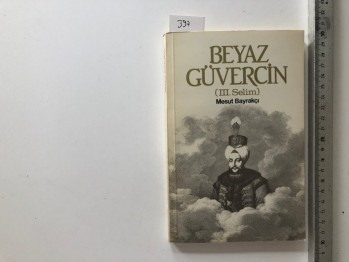 BEYAZ
GÜVERCİN
(III. Selim)
Mesut Bayrakçı